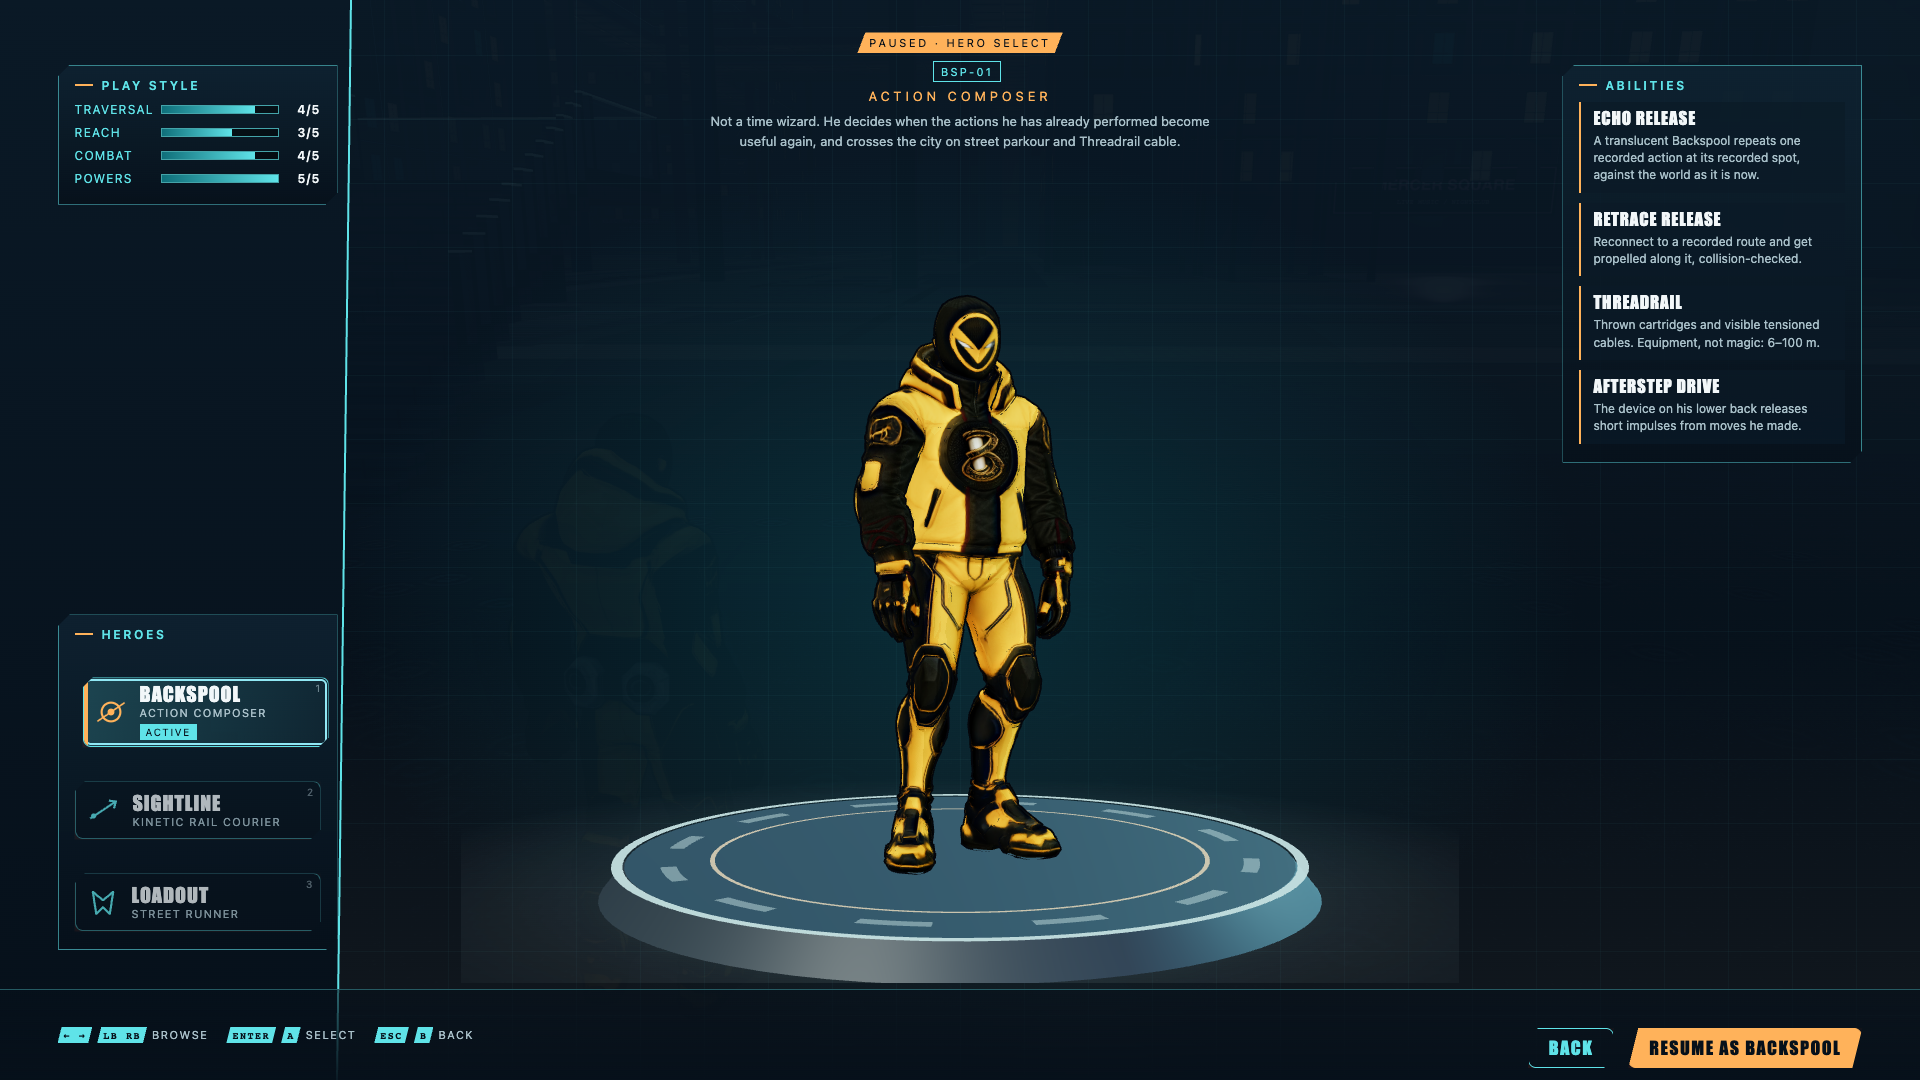 PAUSED · HERO SELECT
BSP-01
ACTION COMPOSER
Not a time wizard. He decides when the actions he has already performed become
useful again, and crosses the city on street parkour and Threadrail cable.
PLAY STYLE
TRAVERSAL 4/5
REACH 3/5
COMBAT 4/5
POWERS 5/5
HEROES
BACKSPOOL 1
ACTION COMPOSER
ACTIVE
SIGHTLINE 2
KINETIC RAIL COURIER
LOADOUT 3
STREET RUNNER
ABILITIES
ECHO RELEASE
A translucent Backspool repeats one
recorded action at its recorded spot,
against the world as it is now.
RETRACE RELEASE
Reconnect to a recorded route and get
propelled along it, collision-checked.
THREADRAIL
Thrown cartridges and visible tensioned
cables. Equipment, not magic: 6–100 m.
AFTERSTEP DRIVE
The device on his lower back releases
short impulses from moves he made.
← → LB RB BROWSE ENTER A SELECT ESC B BACK
BACK
RESUME AS BACKSPOOL